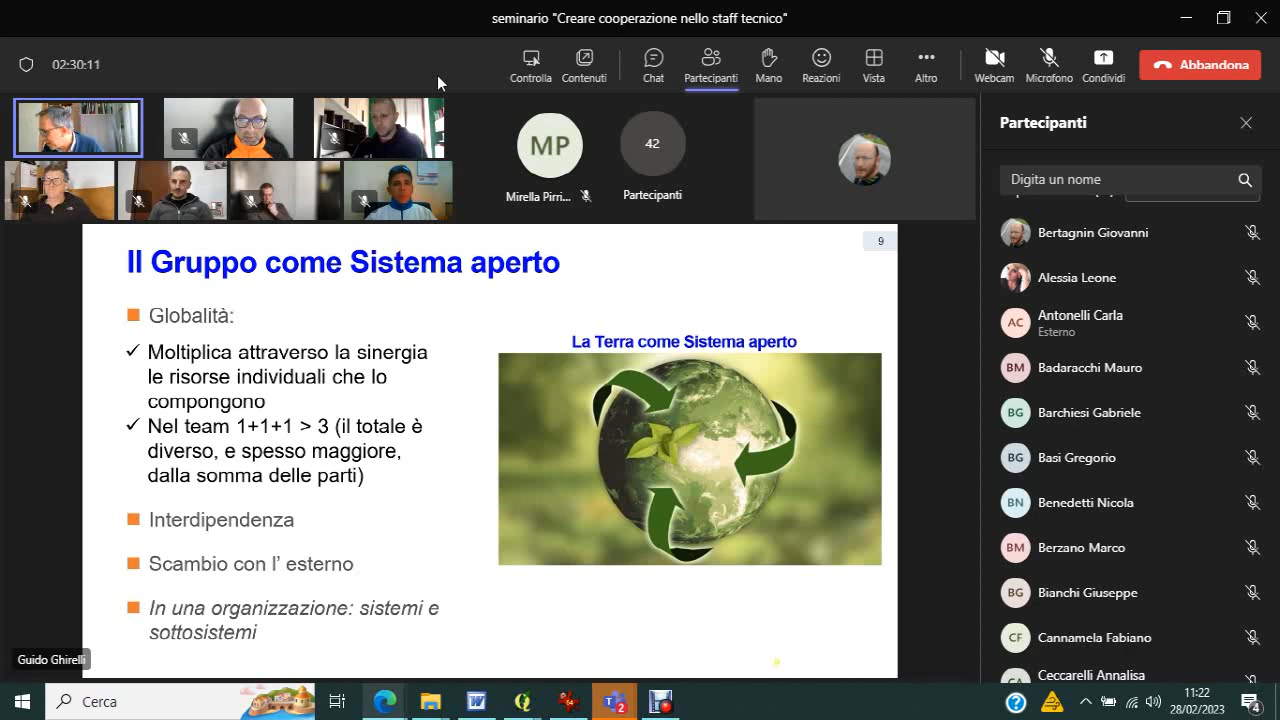 seminario "Creare cooperazione nello staff tecnico"
02:30:11
Controlla
Contenuti
Chat
Partecipanti
Mano
Reazioni
Vista
Altro
Webcam
Microfono
Condividi
Abbandona
MP
Mirella Pirri...
42
Partecipanti
Partecipanti
Digita un nome
Bertagnin Giovanni
Alessia Leone
AC
Antonelli Carla
Esterno
BM
Badaracchi Mauro
BG
Barchiesi Gabriele
BG
Basi Gregorio
BN
Benedetti Nicola
BM
Berzano Marco
BG
Bianchi Giuseppe
CF
Cannamela Fabiano
CA
Ceccarelli Annalisa
9
Il Gruppo come Sistema aperto
Globalità:
Moltiplica attraverso la sinergia
le risorse individuali che lo
compongono
Nel team 1+1+1 > 3 (il totale è
diverso, e spesso maggiore,
dalla somma delle parti)
Interdipendenza
Scambio con l' esterno
In una organizzazione: sistemi e
sottosistemi
La Terra come Sistema aperto
Guido Ghirelli
Cerca
2
11:22
28/02/2023
4